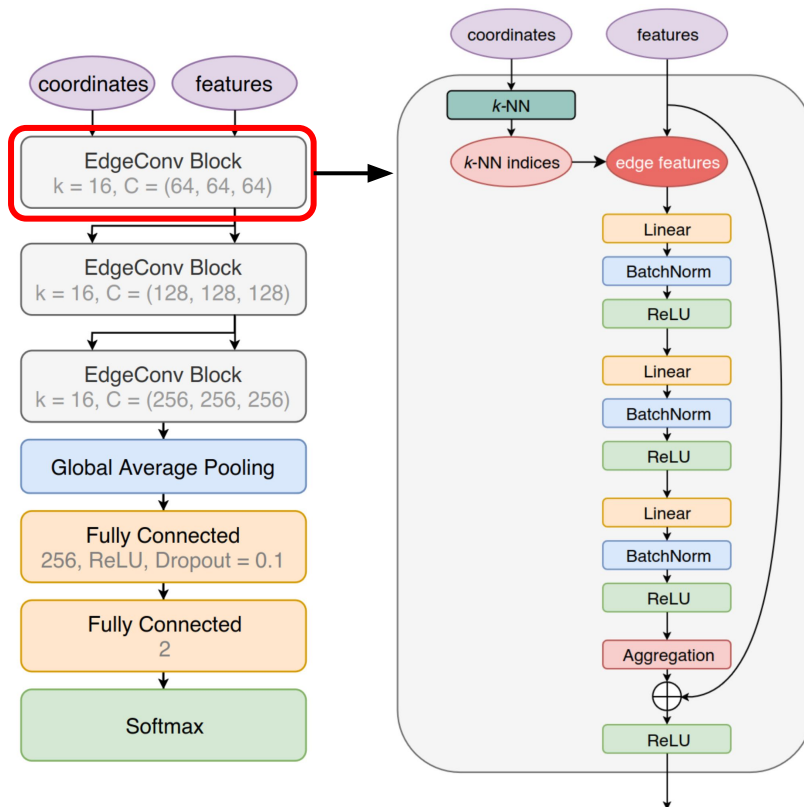 coordinates
features
EdgeConv Block
k = 16, C = (64, 64, 64)
EdgeConv Block
k = 16, C = (128, 128, 128)
EdgeConv Block
k = 16, C = (256, 256, 256)
Global Average Pooling
Fully Connected
256, ReLU, Dropout = 0.1
Fully Connected
2
Softmax
coordinates
features
k-NN
k-NN indices
edge features
Linear
BatchNorm
ReLU
Linear
BatchNorm
ReLU
Linear
BatchNorm
ReLU
Aggregation
ReLU